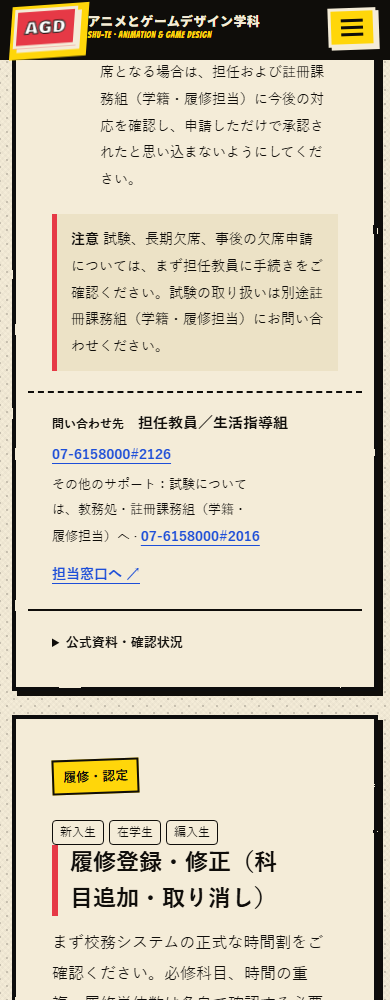 AGD
アニメとゲームデザイン学科
SHU-TE・ANIMATION & GAME DESIGN
席となる場合は、担任および註冊課
務組（学籍・履修担当）に今後の対
応を確認し、申請しただけで承認さ
れたと思い込まないようにしてくだ
さい。
注意 試験、長期欠席、事後の欠席申請
については、まず担任教員に手続きをご
確認ください。試験の取り扱いは別途註
冊課務組（学籍・履修担当）にお問い合
わせください。
問い合わせ先 担任教員／生活指導組
07-6158000#2126
その他のサポート：試験について
は、教務処・註冊課務組（学籍・
履修担当）へ · 07-6158000#2016
担当窓口へ ↗
▶ 公式資料・確認状況
履修・認定
新入生 在学生 編入生
履修登録・修正（科
目追加・取り消し）
まず校務システムの正式な時間割をご
確認ください。必修科目、時間の重